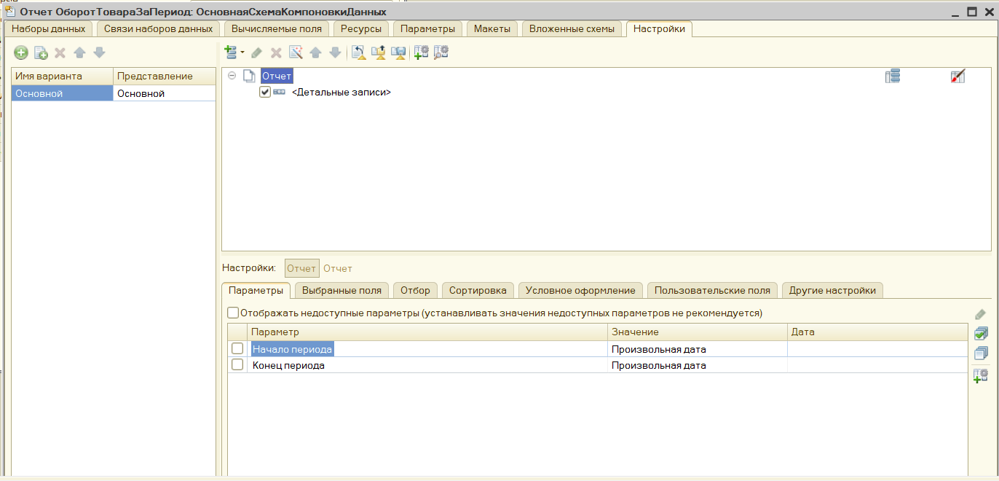 Отчет ОборотТовараЗаПериод: ОсновнаяСхемаКомпоновкиДанных
Наборы данных Связи наборов данных Вычисляемые поля Ресурсы Параметры Макеты Вложенные схемы Настройки
Имя варианта Представление
Основной Основной
Отчет
<Детальные записи>
Настройки: Отчет Отчет
Параметры Выбранные поля Отбор Сортировка Условное оформление Пользовательские поля Другие настройки
Отображать недоступные параметры (устанавливать значения недоступных параметров не рекомендуется)
Параметр Значение Дата
Начало периода Произвольная дата
Конец периода Произвольная дата